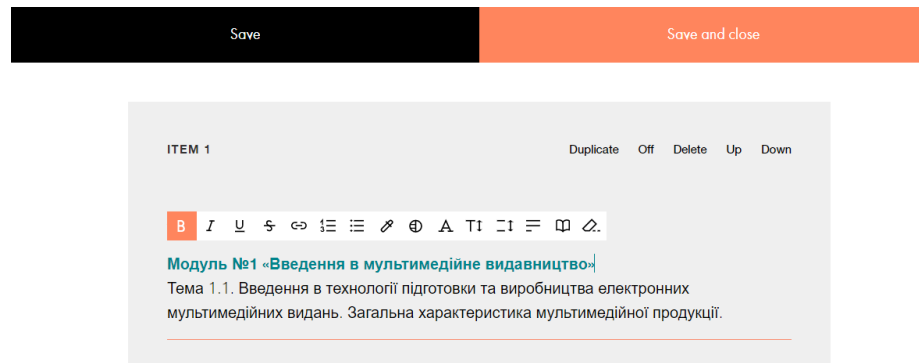 Save Save and close
ITEM 1 Duplicate Off Delete Up Down
Модуль №1 «Введення в мультимедійне видавництво»
Тема 1.1. Введення в технології підготовки та виробництва електронних
мультимедійних видань. Загальна характеристика мультимедійної продукції.